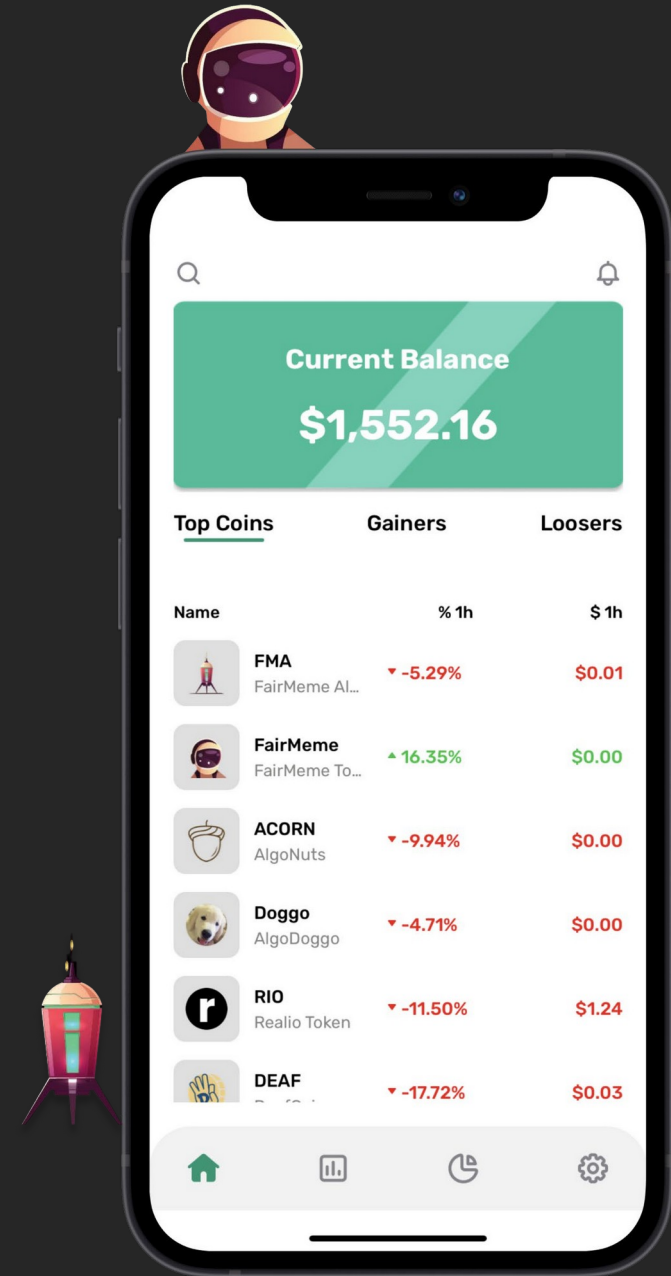 Current Balance
$1,552.16
Top Coins Gainers Loosers
Name % 1h $ 1h
FMA
FairMeme Al…
-5.29% $0.01
FairMeme
FairMeme To…
16.35% $0.00
ACORN
AlgoNuts
-9.94% $0.00
Doggo
AlgoDoggo
-4.71% $0.00
r
RIO
Realio Token
-11.50% $1.24
DEAF
-17.72% $0.03